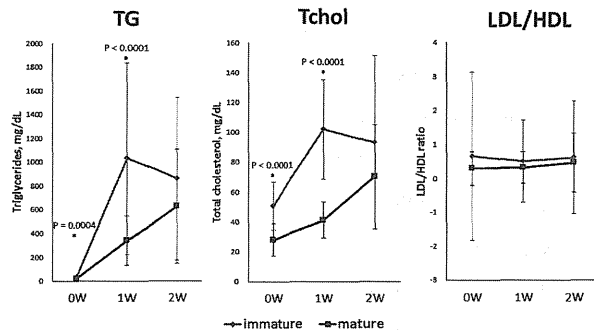 TG
Tchol
LDL/HDL
Triglycerides, mg/dL
2000
1800
1600
1400
1200
1000
800
600
400
200
0
P < 0.0001
*
P = 0.0004
*
0W 1W 2W
Total cholesterol, mg/dL
160
140
120
100
80
60
40
20
0
P < 0.0001
*
P <0.0001
*
0W 1W 2W
LDL/HDL ratio
4
3
2
1
0
-1
-2
0W 1W 2W
immature mature